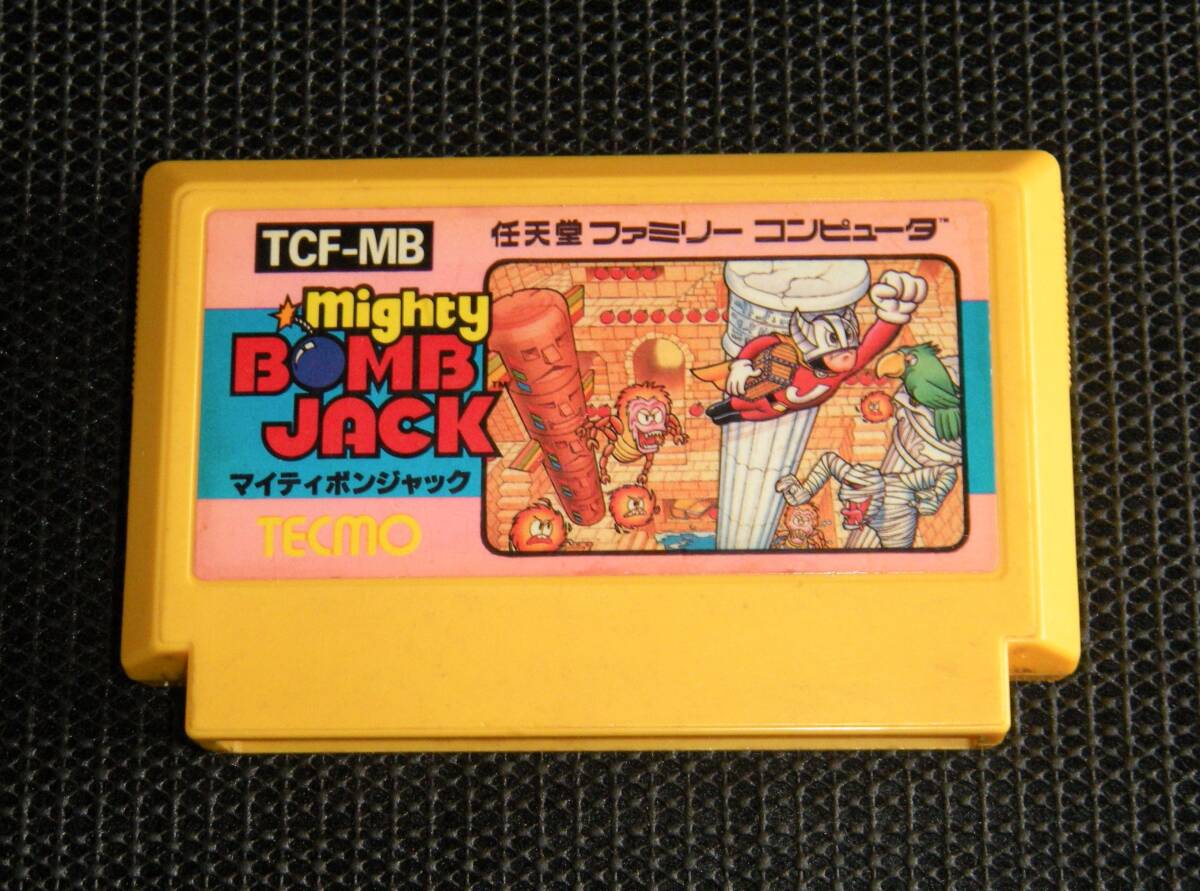 TCF-MB
任天堂 ファミリー コンピュータ™
mighty
BOMB
JACK™
マイティボンジャック
TECMO